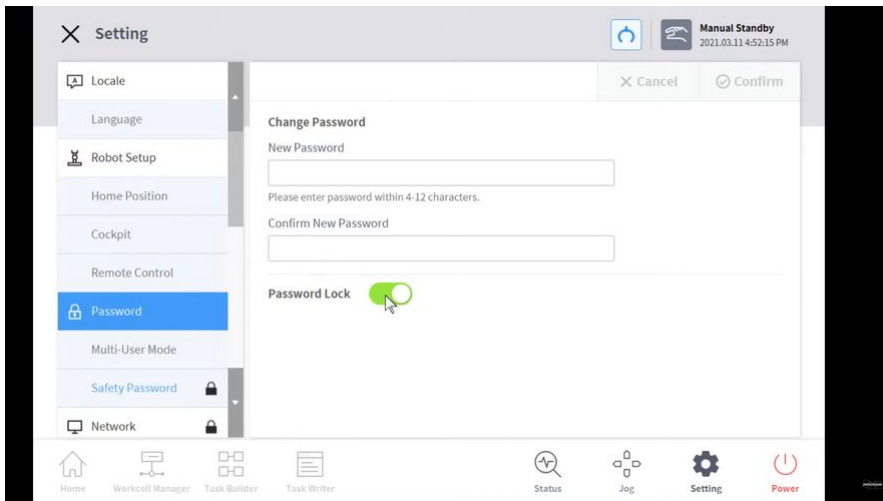 Setting
Manual Standby
2021.03.11 4:52:15 PM
Locale
Language
Robot Setup
Home Position
Cockpit
Remote Control
Password
Multi-User Mode
Safety Password
Network
Cancel
Confirm
Change Password
New Password
Please enter password within 4-12 characters.
Confirm New Password
Password Lock
Home
Workcell Manager
Task Builder
Task Writer
Status
Jog
Setting
Power